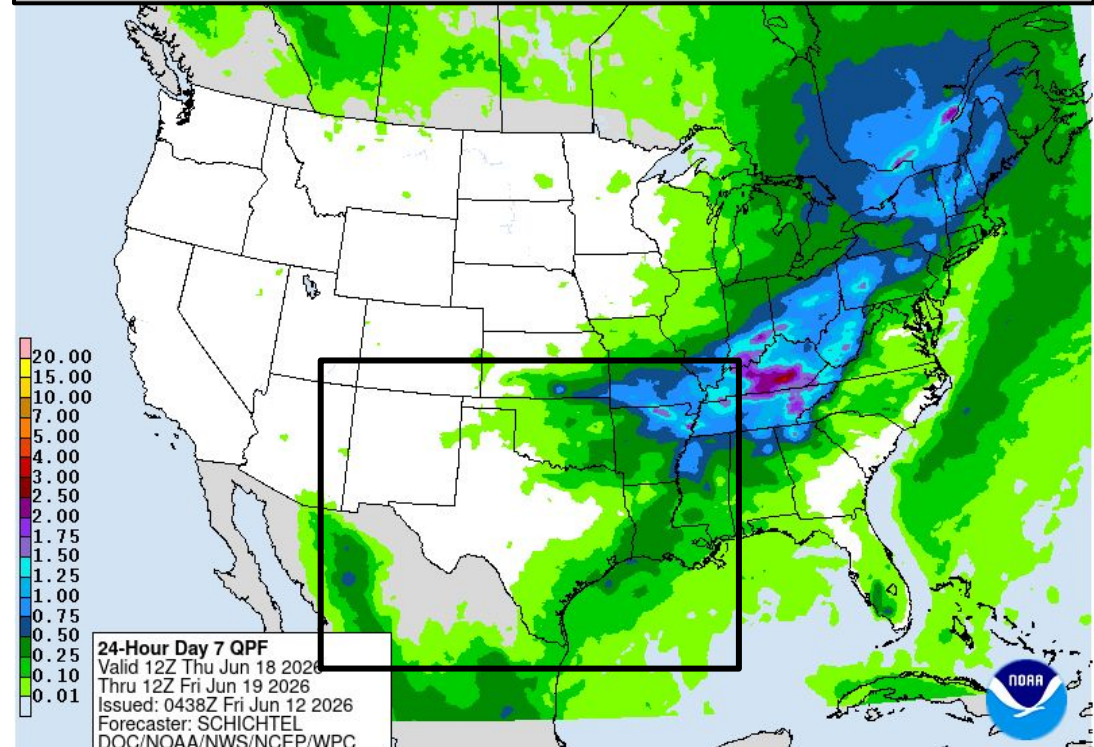 20.00
15.00
10.00
7.00
5.00
4.00
3.00
2.50
2.00
1.75
1.50
1.25
1.00
0.75
0.50
0.25
0.10
0.01
24-Hour Day 7 QPF
Valid 12Z Thu Jun 18 2026
Thru 12Z Fri Jun 19 2026
Issued: 0438Z Fri Jun 12 2026
Forecaster: SCHICHTEL
DOC/NOAA/NWS/NCEP/WPC
NOAA